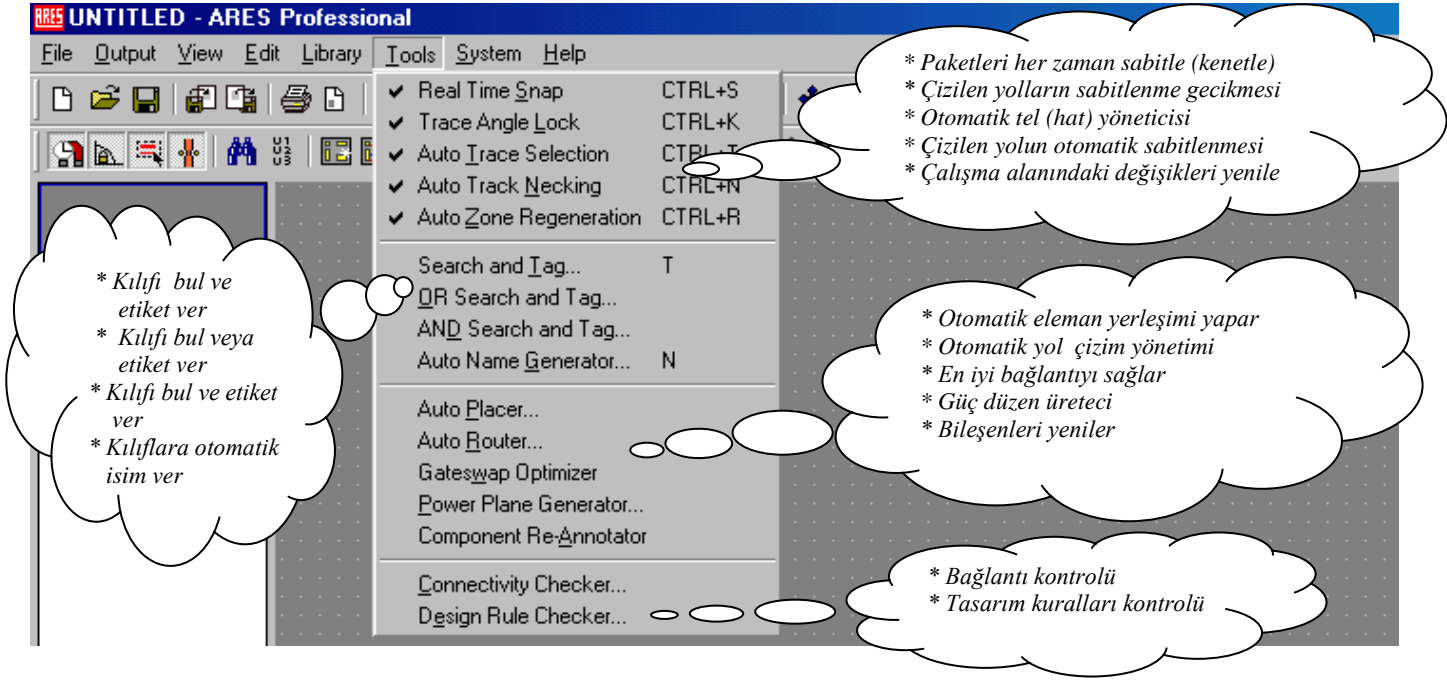 ARES UNTITLED - ARES Professional
File Output View Edit Library Tools System Help
Real Time Snap CTRL+S
Trace Angle Lock CTRL+K
Auto Trace Selection CTRL+T
Auto Track Necking CTRL+N
Auto Zone Regeneration CTRL+R
Search and Tag... T
OR Search and Tag...
AND Search and Tag...
Auto Name Generator... N
Auto Placer...
Auto Router...
Gateswap Optimizer
Power Plane Generator...
Component Re-Annotator
Connectivity Checker...
Design Rule Checker...
* Paketleri her zaman sabitle (kenetle)
* Çizilen yolların sabitlenme gecikmesi
* Otomatik tel (hat) yöneticisi
* Çizilen yolun otomatik sabitlenmesi
* Çalışma alanındaki değişikleri yenile
* Kılıfı bul ve
etiket ver
* Kılıfı bul veya
etiket ver
* Kılıfı bul ve etiket
ver
* Kılıflara otomatik
isim ver
* Otomatik eleman yerleşimi yapar
* Otomatik yol çizim yönetimi
* En iyi bağlantıyı sağlar
* Güç düzen üreteci
* Bileşenleri yeniler
* Bağlantı kontrolü
* Tasarım kuralları kontrolü